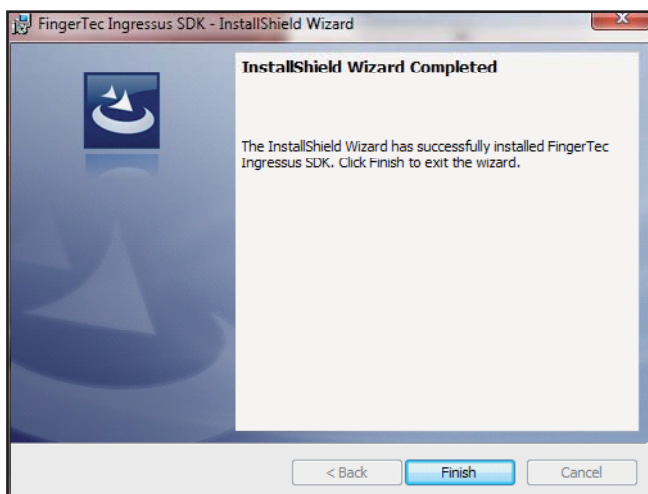 FingerTec Ingressus SDK - InstallShield Wizard
InstallShield Wizard Completed
The InstallShield Wizard has successfully installed FingerTec
Ingressus SDK. Click Finish to exit the wizard.
< Back
Finish
Cancel